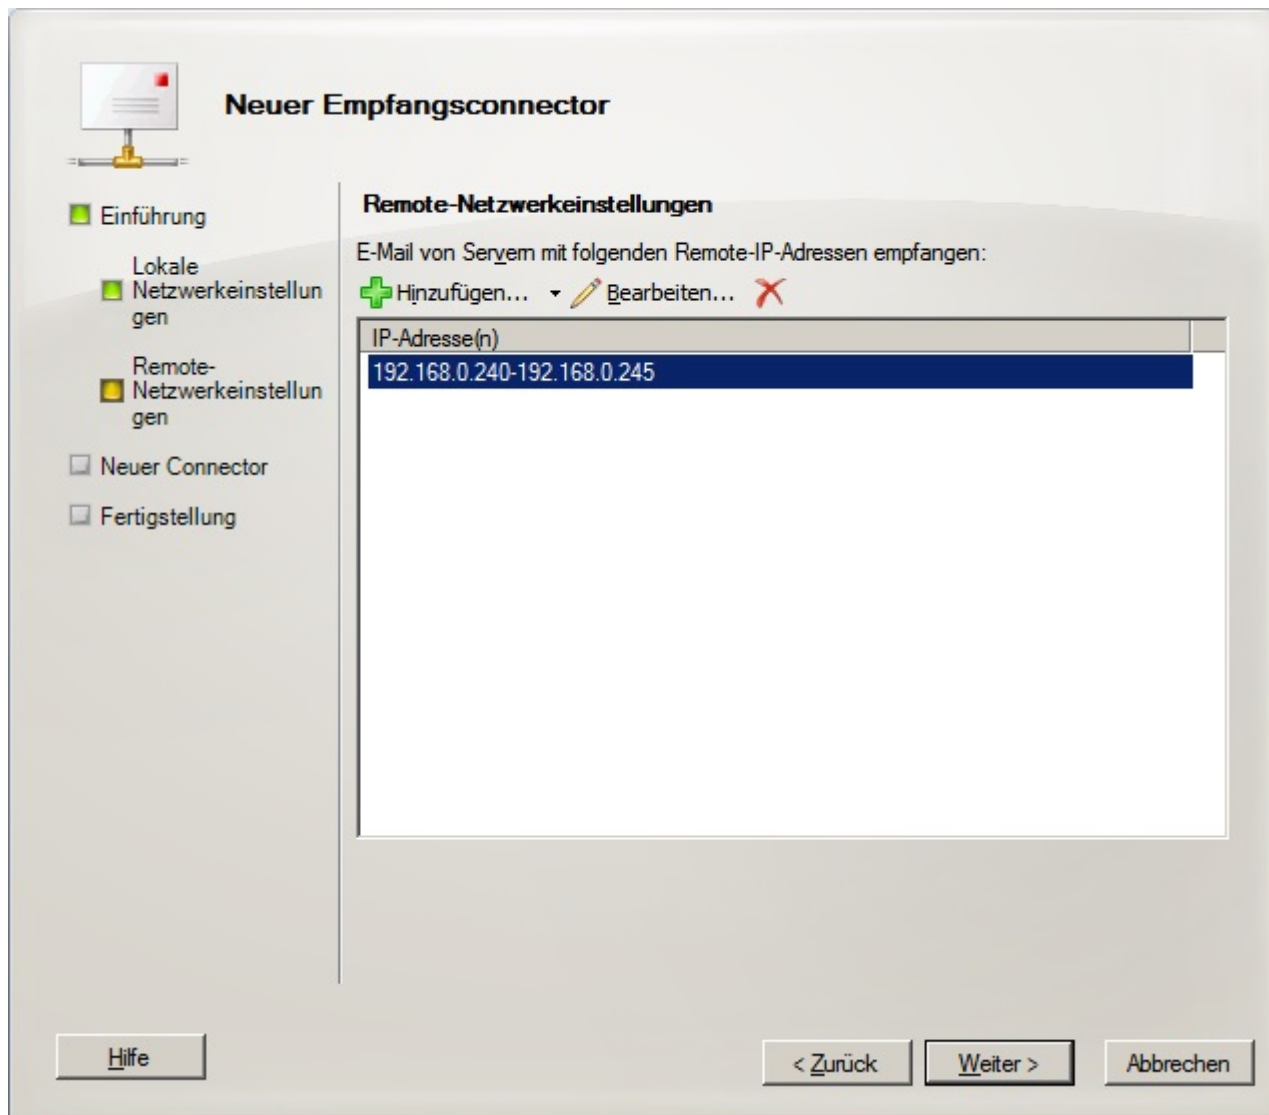 Neuer Empfangsconnector
Einführung
Lokale
Netzwerkeinstellun
gen
Remote-
Netzwerkeinstellun
gen
Neuer Connector
Fertigstellung
Remote-Netzwerkeinstellungen
E-Mail von Servern mit folgenden Remote-IP-Adressen empfangen:
Hinzufügen... Bearbeiten...
IP-Adresse(n)
192.168.0.240-192.168.0.245
Hilfe
< Zurück
Weiter >
Abbrechen